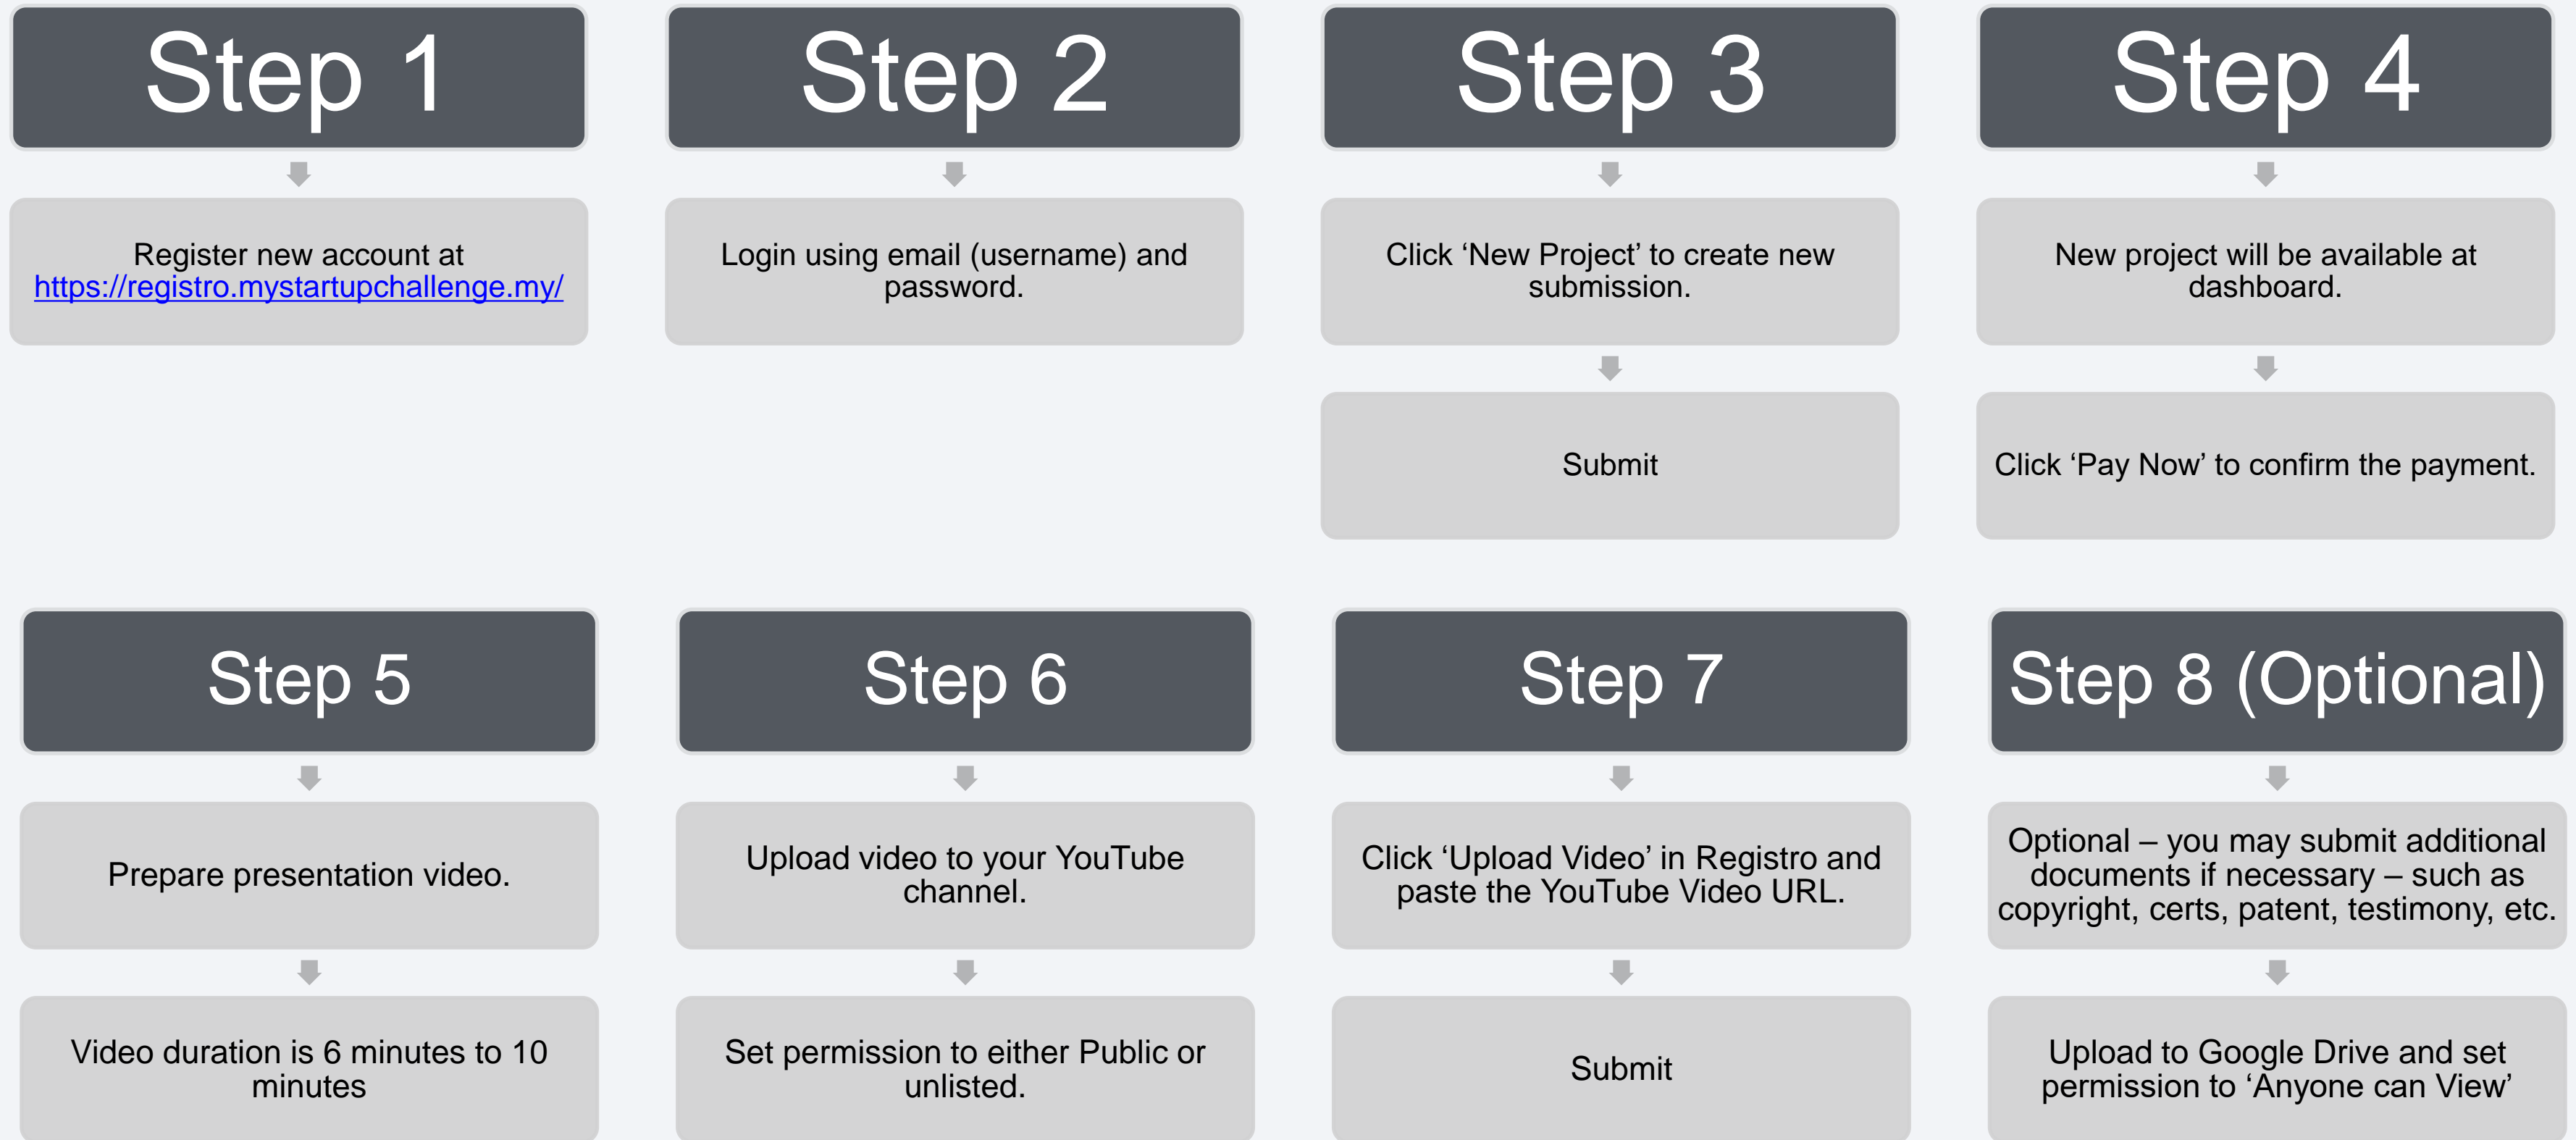 Step 1
Register new account at
https://registro.mystartupchallenge.my/
Step 2
Login using email (username) and
password.
Step 3
Click ‘New Project’ to create new
submission.
Submit
Step 4
New project will be available at
dashboard.
Click ‘Pay Now’ to confirm the payment.
Step 5
Prepare presentation video.
Video duration is 6 minutes to 10
minutes
Step 6
Upload video to your YouTube
channel.
Set permission to either Public or
unlisted.
Step 7
Click ‘Upload Video’ in Registro and
paste the YouTube Video URL.
Submit
Step 8 (Optional)
Optional – you may submit additional
documents if necessary – such as
copyright, certs, patent, testimony, etc.
Upload to Google Drive and set
permission to ‘Anyone can View’